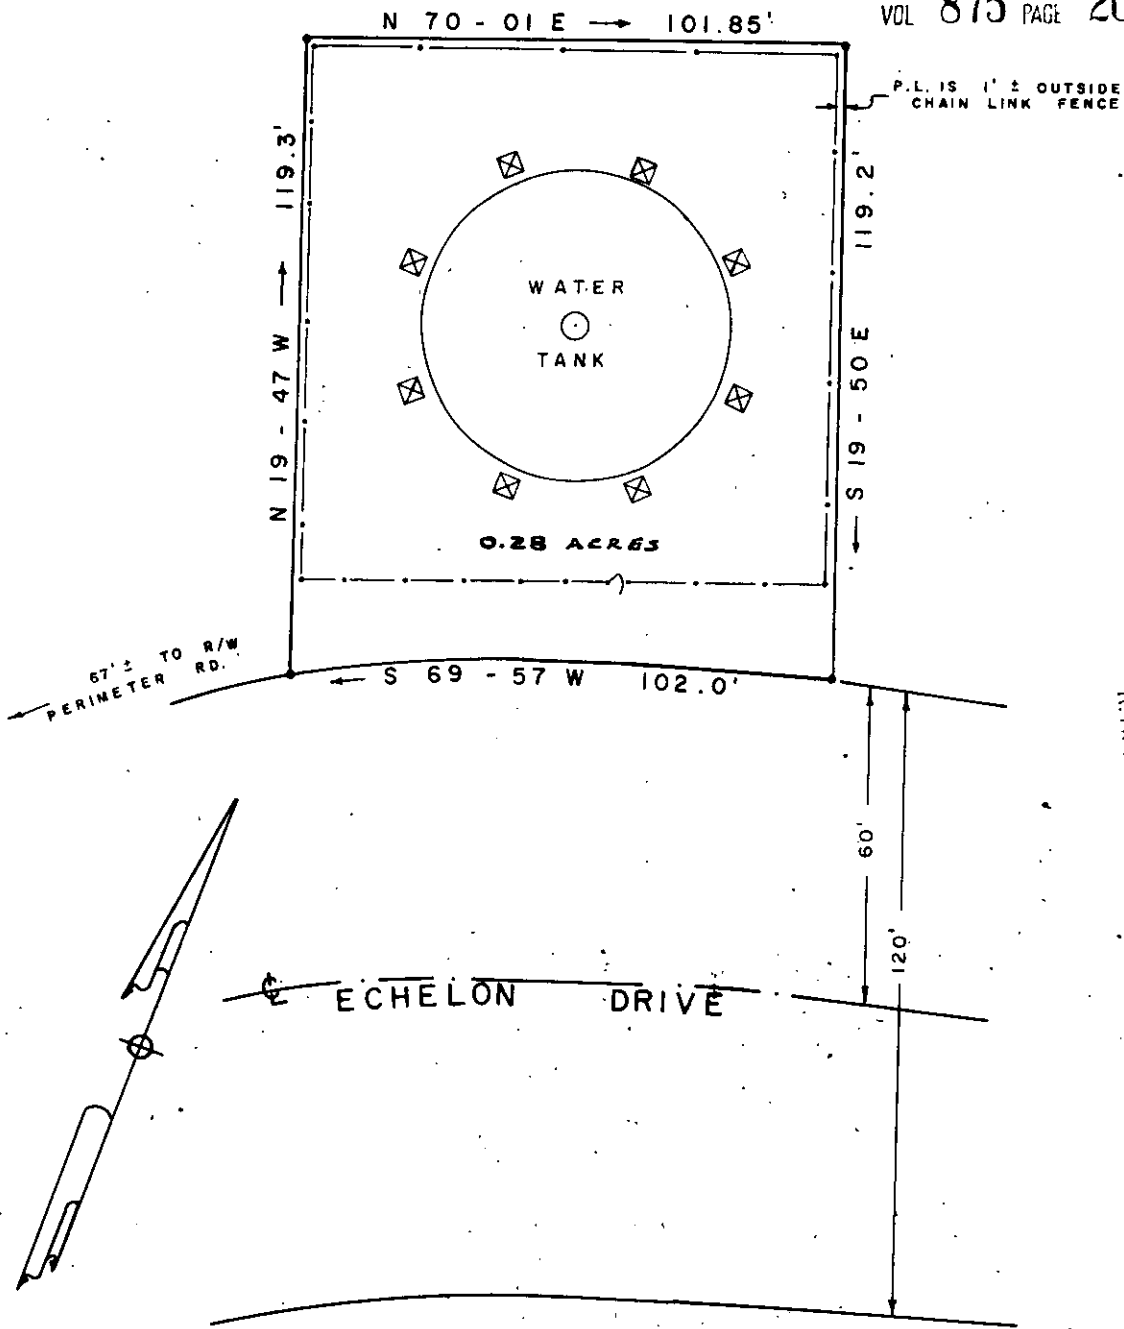 VOL 875 PAGE
N 70 - 01 E 101.85'
P.L. IS 1' ± OUTSIDE
CHAIN LINK FENCE
N 19 - 47 W 119.3'
S 19 - 50 E 119.2'
WATER
TANK
0.28 ACRES
67' ± TO R/W
PERIMETER RD.
S 69 - 57 W 102.0'
60'
120'
℄ ECHELON DRIVE